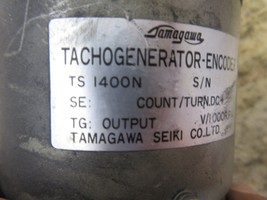 Tamagawa
TACHOGENERATOR-ENCODER
TS 1400N S/N
SE: COUNT/TURN.DC+
TG: OUTPUT
TAMAGAWA SEIKI CO.LTD